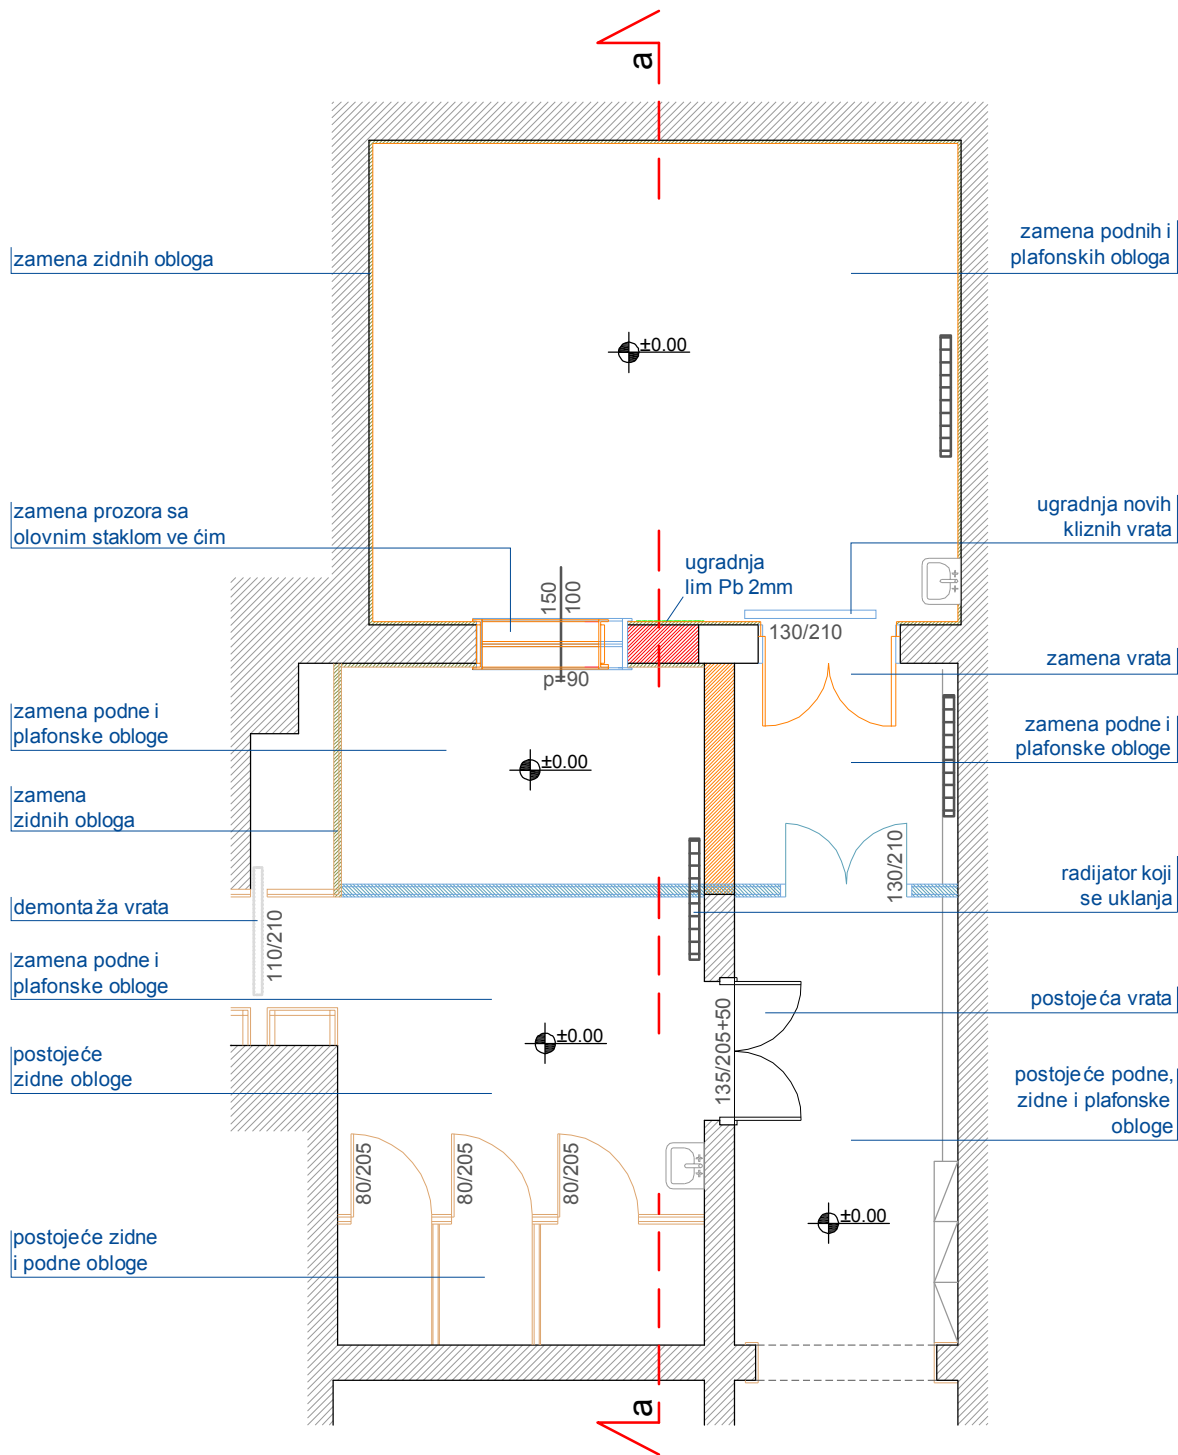 a
zamena zidnih obloga
zamena podnih i
plafonskih obloga
±0.00
zamena prozora sa
olovnim staklom ve ćim
ugradnja novih
kliznih vrata
ugradnja
lim Pb 2mm
150
100
p=90
130/210
zamena vrata
zamena podne i
plafonske obloge
zamena podne i
plafonske obloge
±0.00
zamena
zidnih obloga
130/210
radijator koji
se uklanja
demontaža vrata
110/210
zamena podne i
plafonske obloge
postojeća vrata
135/205+50
±0.00
postojeće
zidne obloge
postojeće podne,
zidne i plafonske
obloge
80/205
80/205
80/205
±0.00
postojeće zidne
i podne obloge
a